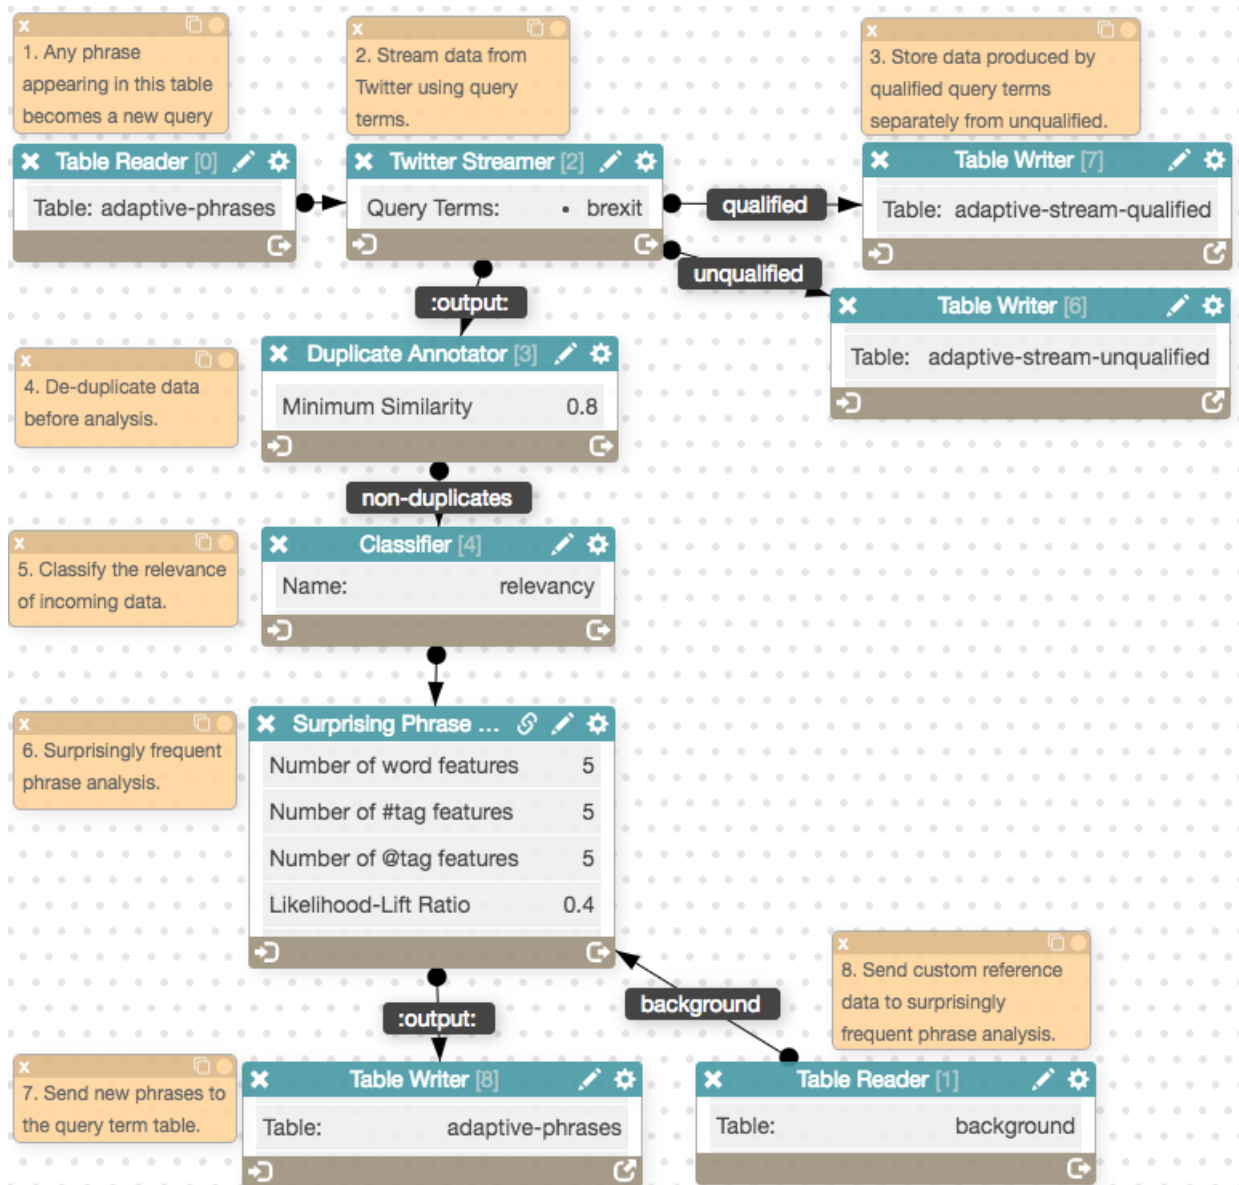 x
1. Any phrase
appearing in this table
becomes a new query
x
2. Stream data from
Twitter using query
terms.
x
3. Store data produced by
qualified query terms
separately from unqualified.
Table Reader [0]
Table: adaptive-phrases
Twitter Streamer [2]
Query Terms: • brexit
qualified
Table Writer [7]
Table: adaptive-stream-qualified
unqualified
Table Writer [6]
Table: adaptive-stream-unqualified
:output:
x
4. De-duplicate data
before analysis.
Duplicate Annotator [3]
Minimum Similarity 0.8
non-duplicates
x
5. Classify the relevance
of incoming data.
Classifier [4]
Name: relevancy
x
6. Surprisingly frequent
phrase analysis.
Surprising Phrase ...
Number of word features 5
Number of #tag features 5
Number of @tag features 5
Likelihood-Lift Ratio 0.4
x
8. Send custom reference
data to surprisingly
frequent phrase analysis.
background
:output:
x
7. Send new phrases to
the query term table.
Table Writer [8]
Table: adaptive-phrases
Table Reader [1]
Table: background